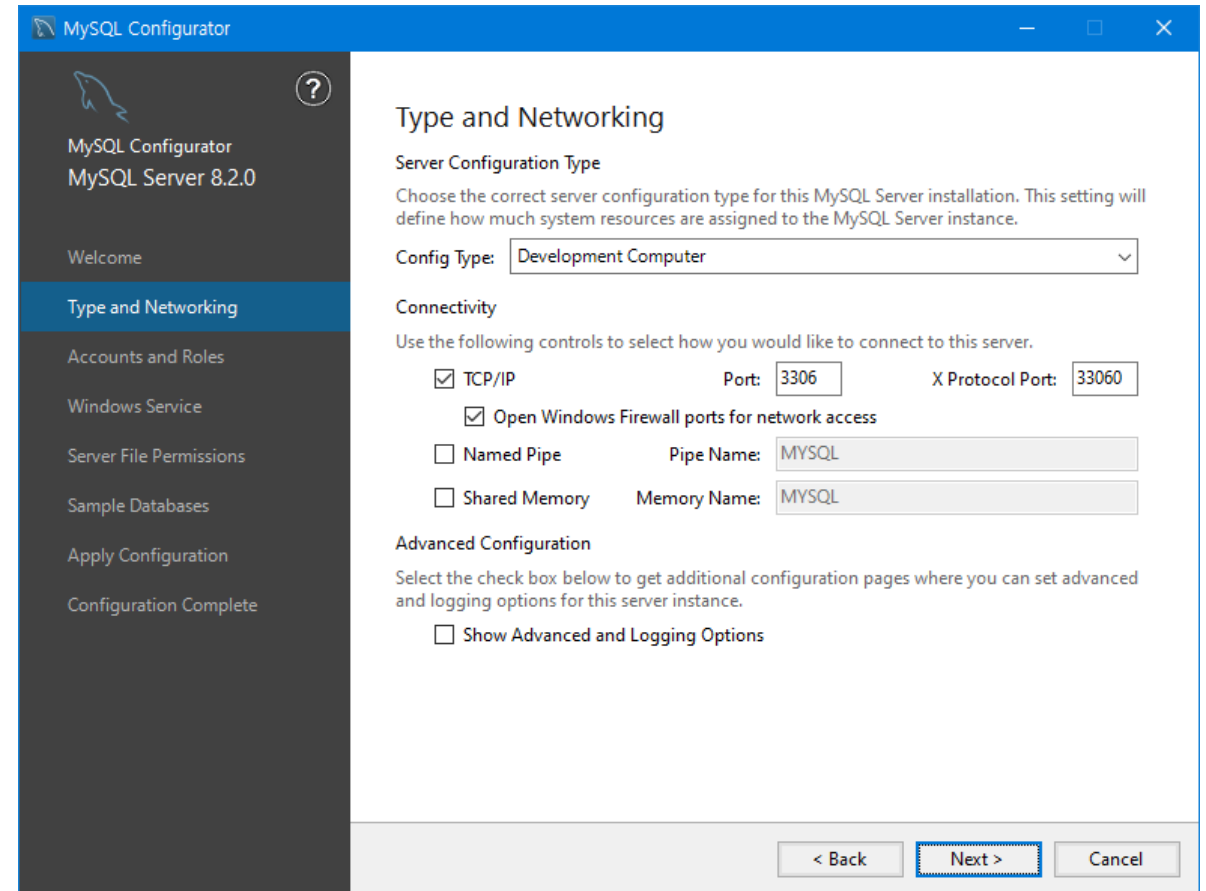 MySQL Configurator
?
MySQL Configurator
MySQL Server 8.2.0
Welcome
Type and Networking
Accounts and Roles
Windows Service
Server File Permissions
Sample Databases
Apply Configuration
Configuration Complete
Type and Networking
Server Configuration Type
Choose the correct server configuration type for this MySQL Server installation. This setting will
define how much system resources are assigned to the MySQL Server instance.
Config Type: Development Computer
Connectivity
Use the following controls to select how you would like to connect to this server.
TCP/IP Port: 3306 X Protocol Port: 33060
Open Windows Firewall ports for network access
Named Pipe Pipe Name: MYSQL
Shared Memory Memory Name: MYSQL
Advanced Configuration
Select the check box below to get additional configuration pages where you can set advanced
and logging options for this server instance.
Show Advanced and Logging Options
< Back Next > Cancel